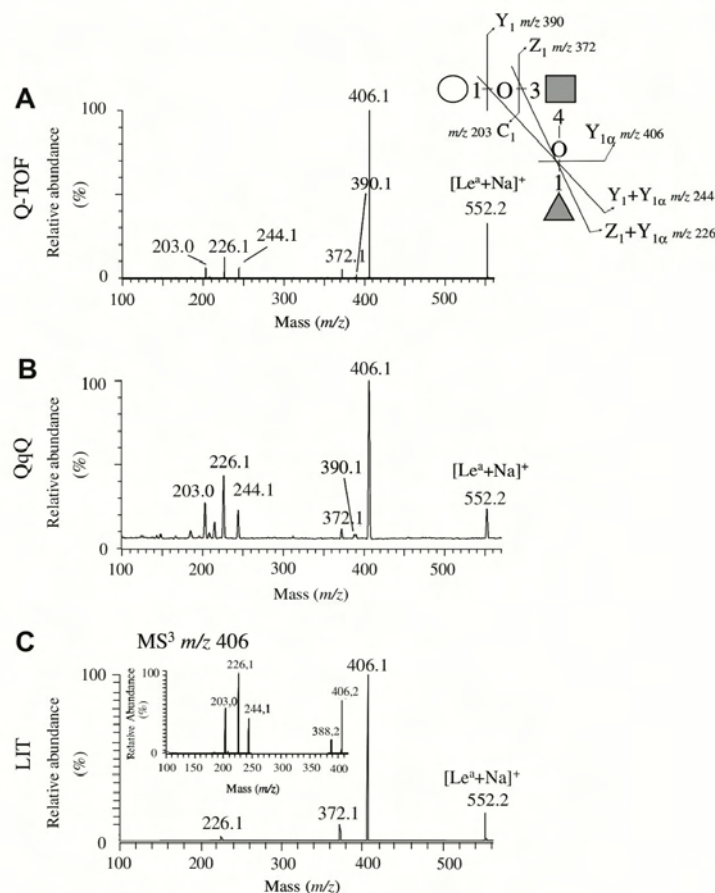 A
Q-TOF
Relative abundance
(%)
100
0
203.0
226.1
244.1
372.1
390.1
406.1
[Leᵃ+Na]⁺
552.2
100
200
300
400
500
Mass (m/z)
Y₁ m/z 390
Z₁ m/z 372
1
O
3
m/z 203 C₁
4
O
1
Y₁α m/z 406
Y₁+Y₁α m/z 244
Z₁+Y₁α m/z 226
B
QqQ
Relative abundance
(%)
100
0
203.0
226.1
244.1
372.1
390.1
406.1
[Leᵃ+Na]⁺
552.2
100
200
300
400
500
Mass (m/z)
C
LIT
MS³ m/z 406
Relative Abundance
(%)
100
0
203,0
226,1
244,1
388,2
406,2
100
150
200
250
300
350
400
Mass (m/z)
Relative abundance
(%)
100
0
226.1
372.1
406.1
[Leᵃ+Na]⁺
552.2
100
200
300
400
500
Mass (m/z)